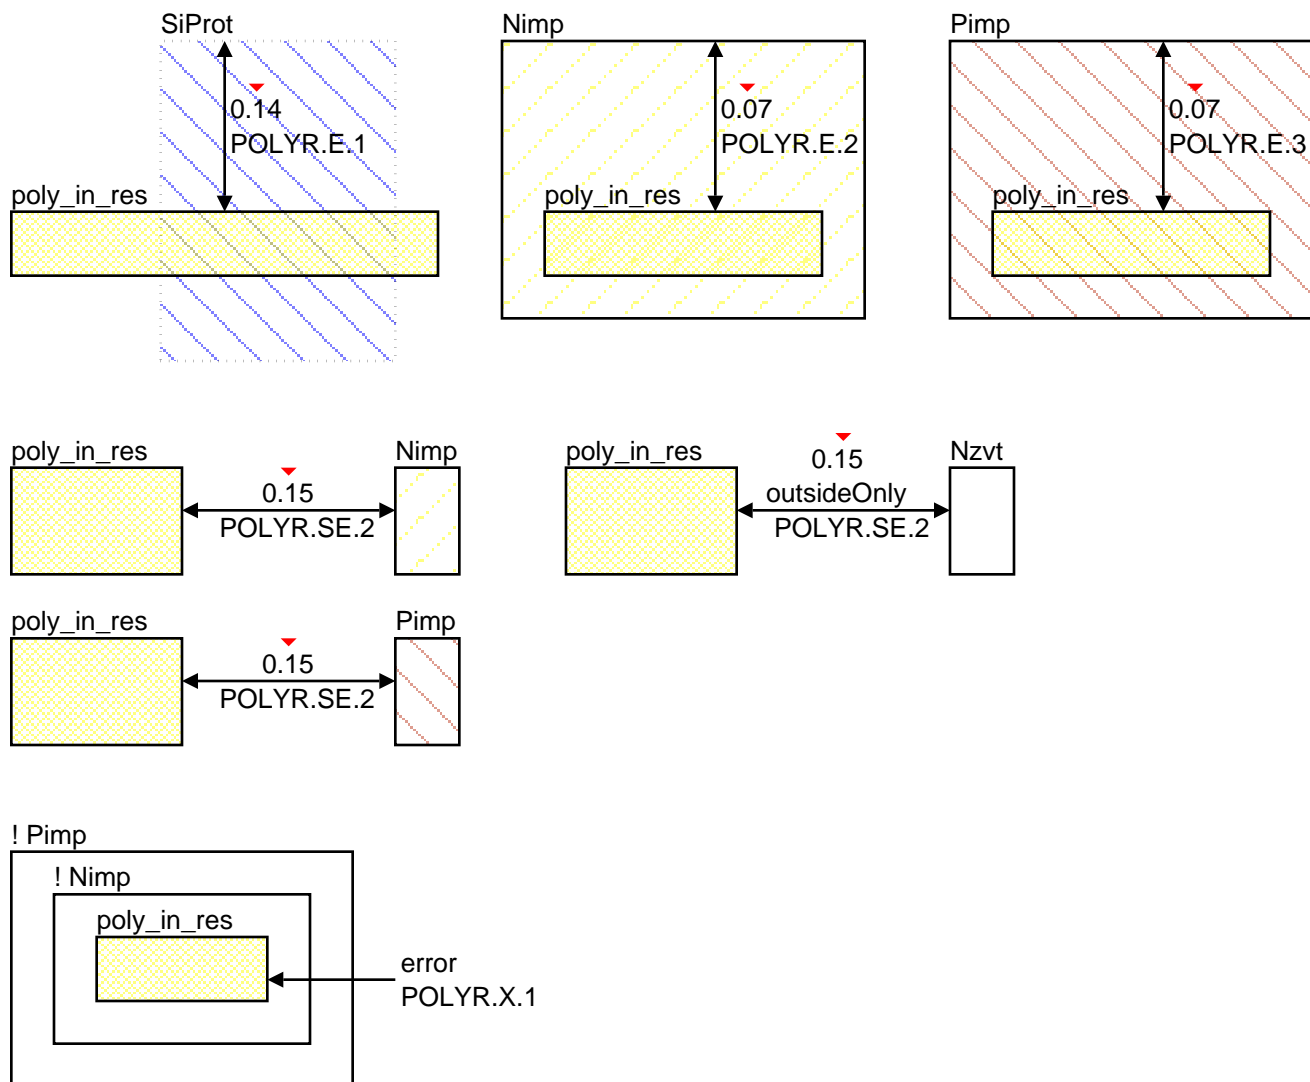 SiProt
0.14
POLYR.E.1
poly_in_res
Nimp
0.07
POLYR.E.2
poly_in_res
Pimp
0.07
POLYR.E.3
poly_in_res
poly_in_res
0.15
POLYR.SE.2
Nimp
poly_in_res
0.15
outsideOnly
POLYR.SE.2
Nzvt
poly_in_res
0.15
POLYR.SE.2
Pimp
! Pimp
! Nimp
poly_in_res
error
POLYR.X.1